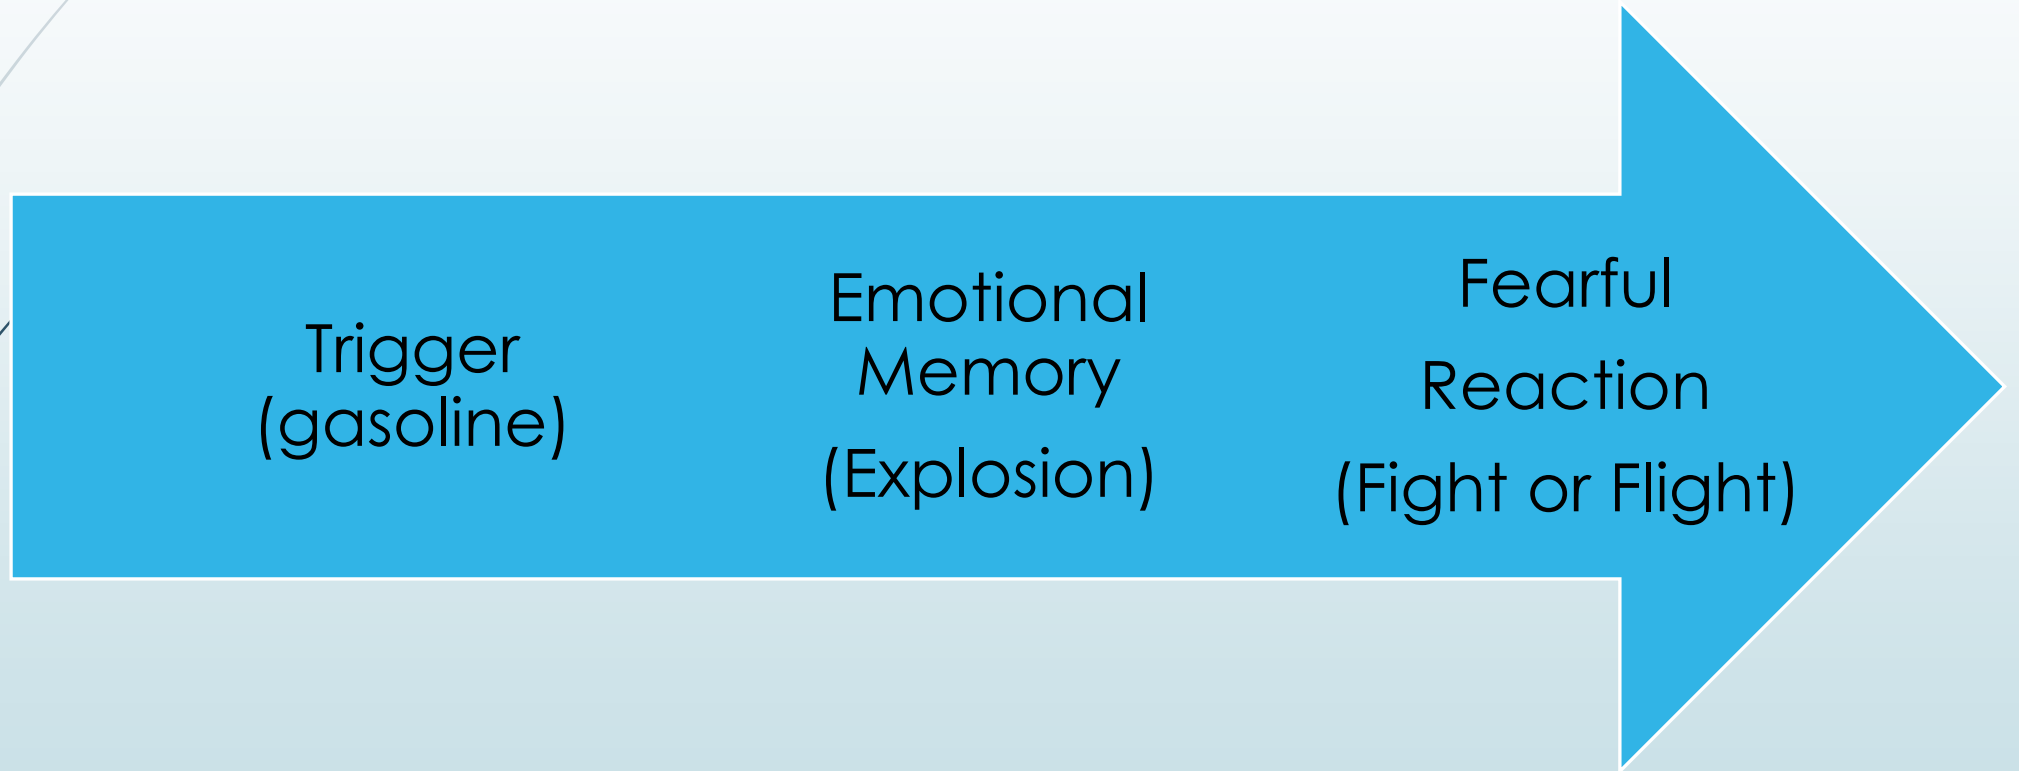 Trigger
(gasoline)
Emotional
Memory
(Explosion)
Fearful
Reaction
(Fight or Flight)